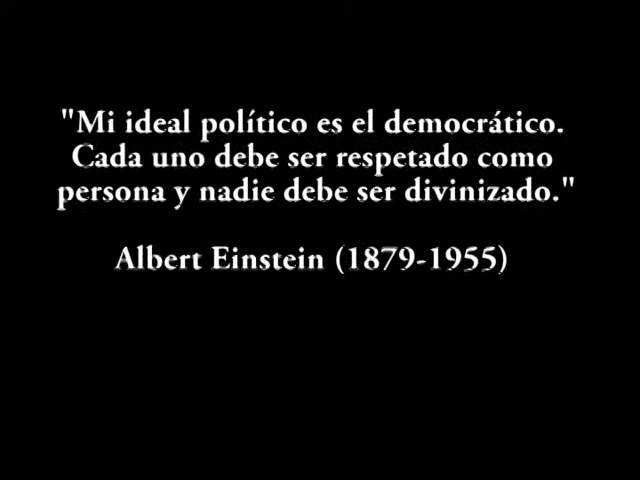 "Mi ideal político es el democrático.
Cada uno debe ser respetado como
persona y nadie debe ser divinizado."
Albert Einstein (1879-1955)